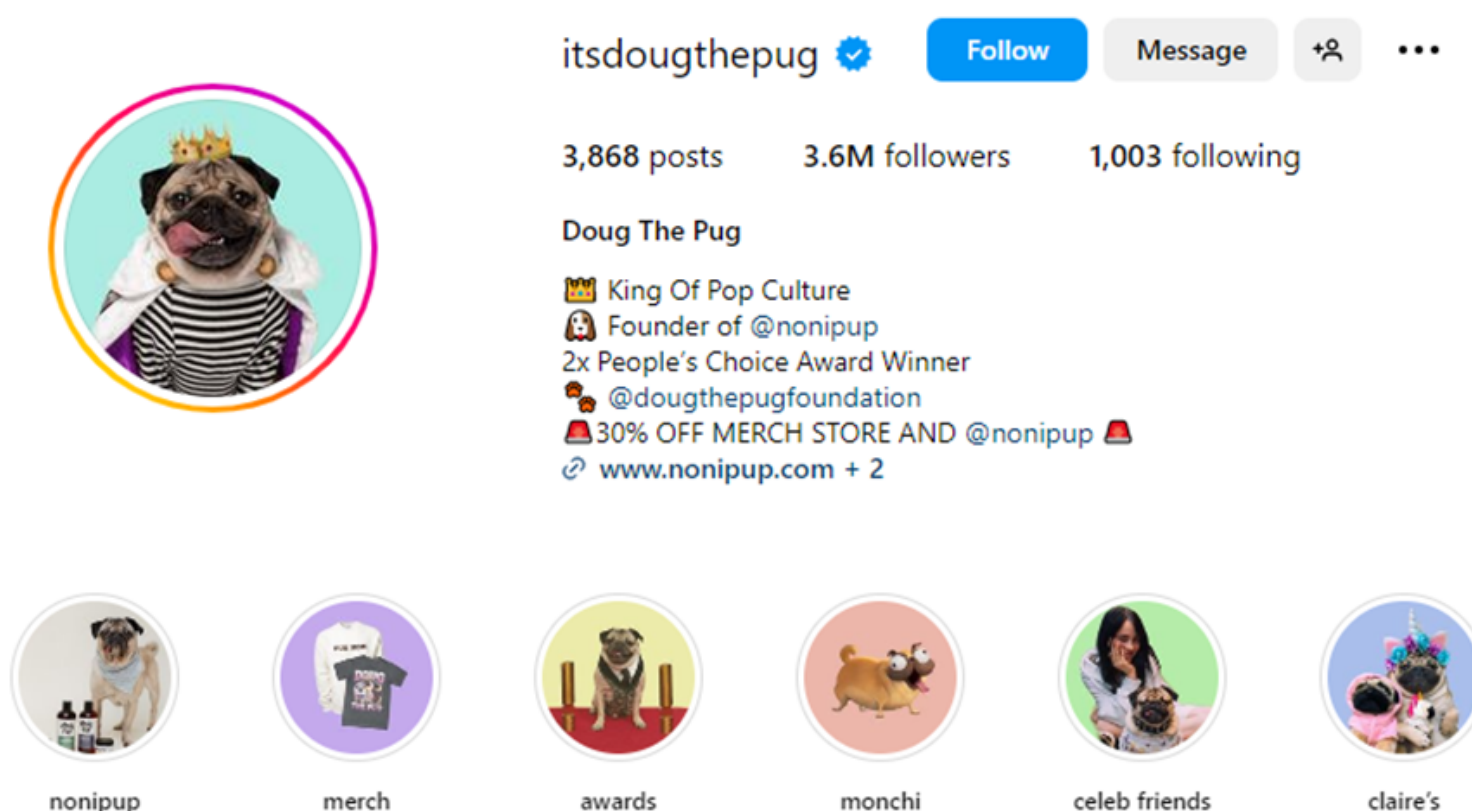 itsdougthepug
Follow
Message
3,868 posts
3.6M followers
1,003 following
Doug The Pug
👑 King Of Pop Culture
🐶 Founder of @nonipup
2x People's Choice Award Winner
🐾 @dougthepugfoundation
🚨30% OFF MERCH STORE AND @nonipup 🚨
www.nonipup.com + 2
nonipup
merch
awards
monchi
celeb friends
claire's